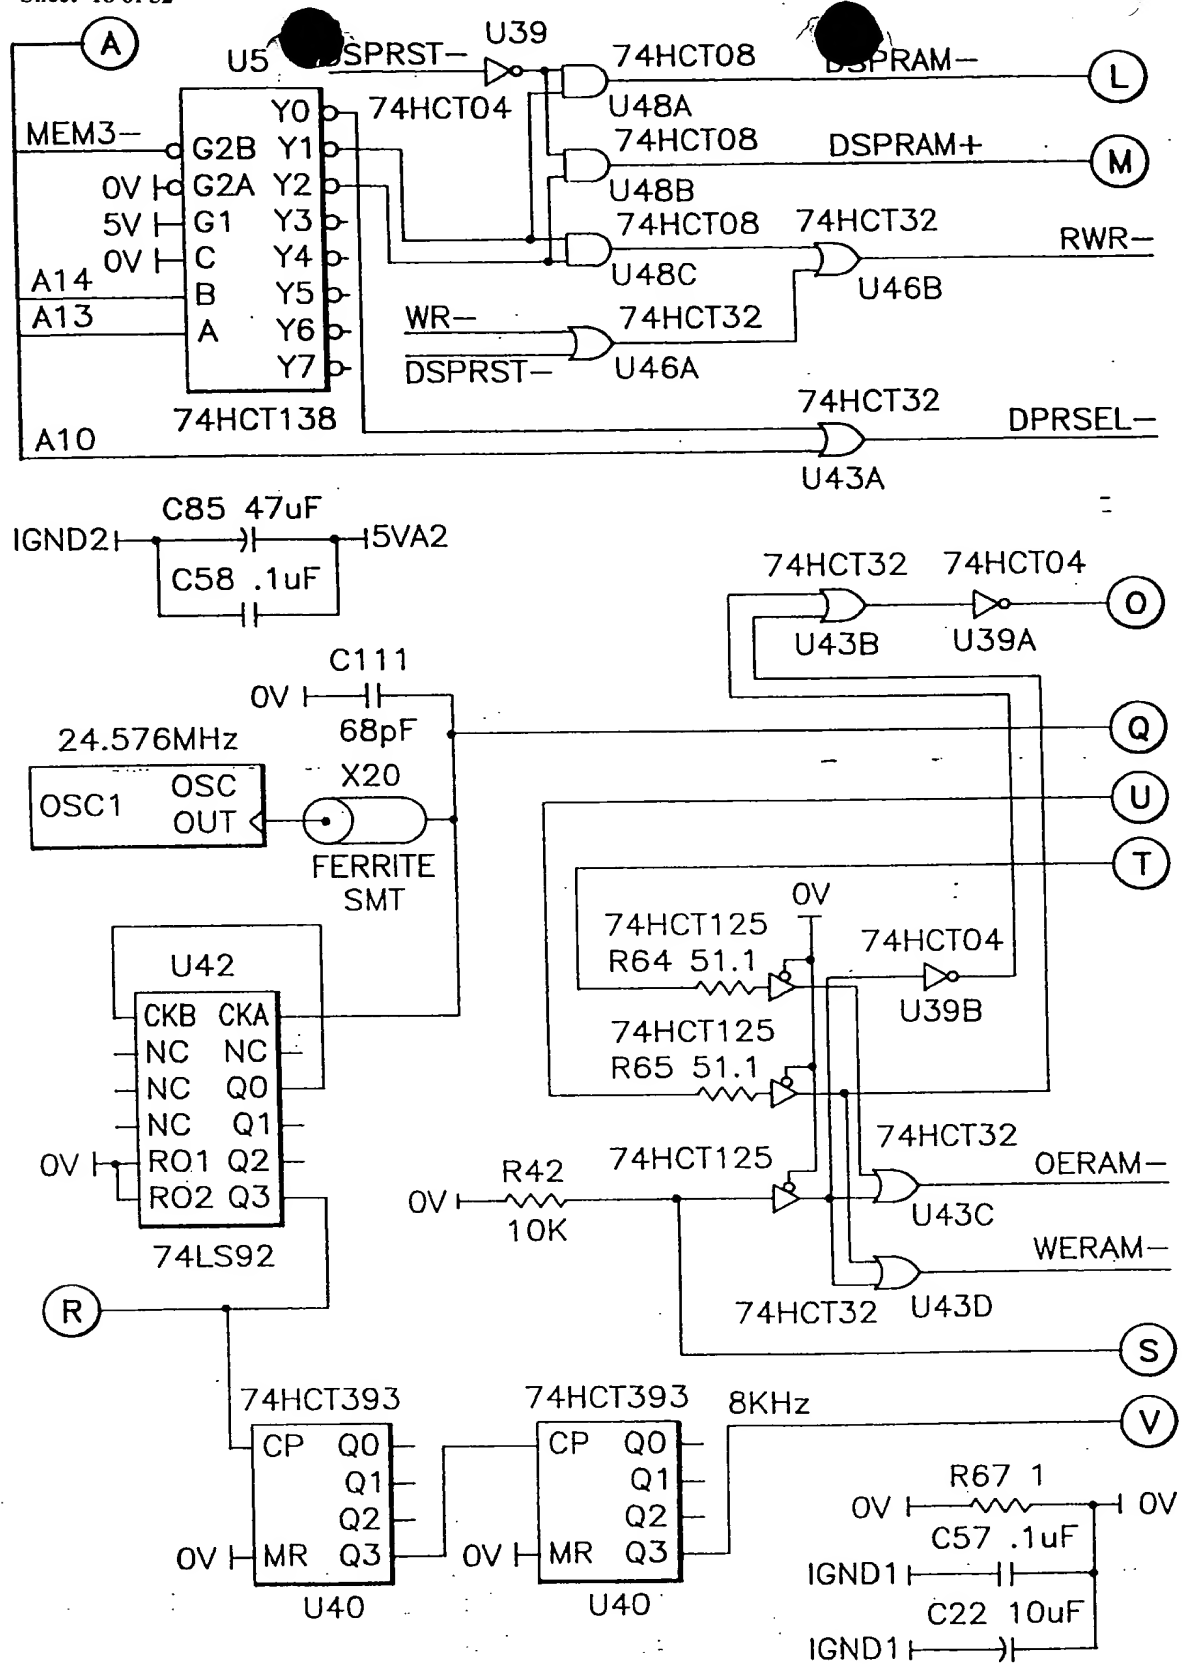 A
U5
DSPRST-
U39
74HCT04
74HCT08
U48A
DSPRAM-
L
MEM3-
G2B
0V
G2A
5V
G1
0V
C
A14
B
A13
A
Y0
Y1
Y2
Y3
Y4
Y5
Y6
Y7
74HCT138
74HCT08
U48B
DSPRAM+
M
74HCT08
U48C
74HCT32
U46B
RWR-
WR-
DSPRST-
74HCT32
U46A
A10
74HCT32
U43A
DPRSEL-
C85 47uF
IGND2
5VA2
C58 .1uF
74HCT32
U43B
74HCT04
U39A
O
C111
0V
68pF
Q
24.576MHz
OSC1
OSC
OUT
X20
FERRITE
SMT
U
T
0V
74HCT125
R64 51.1
74HCT04
U39B
74HCT125
R65 51.1
U42
CKB CKA
NC NC
NC Q0
NC Q1
0V
RO1 Q2
RO2 Q3
74LS92
74HCT125
R42
0V
10K
74HCT32
U43C
OERAM-
74HCT32
U43D
WERAM-
R
S
74HCT393
CP Q0
Q1
Q2
0V
MR Q3
U40
74HCT393
CP Q0
Q1
Q2
0V
MR Q3
U40
8KHz
V
R67 1
0V
0V
C57 .1uF
IGND1
C22 10uF
IGND1